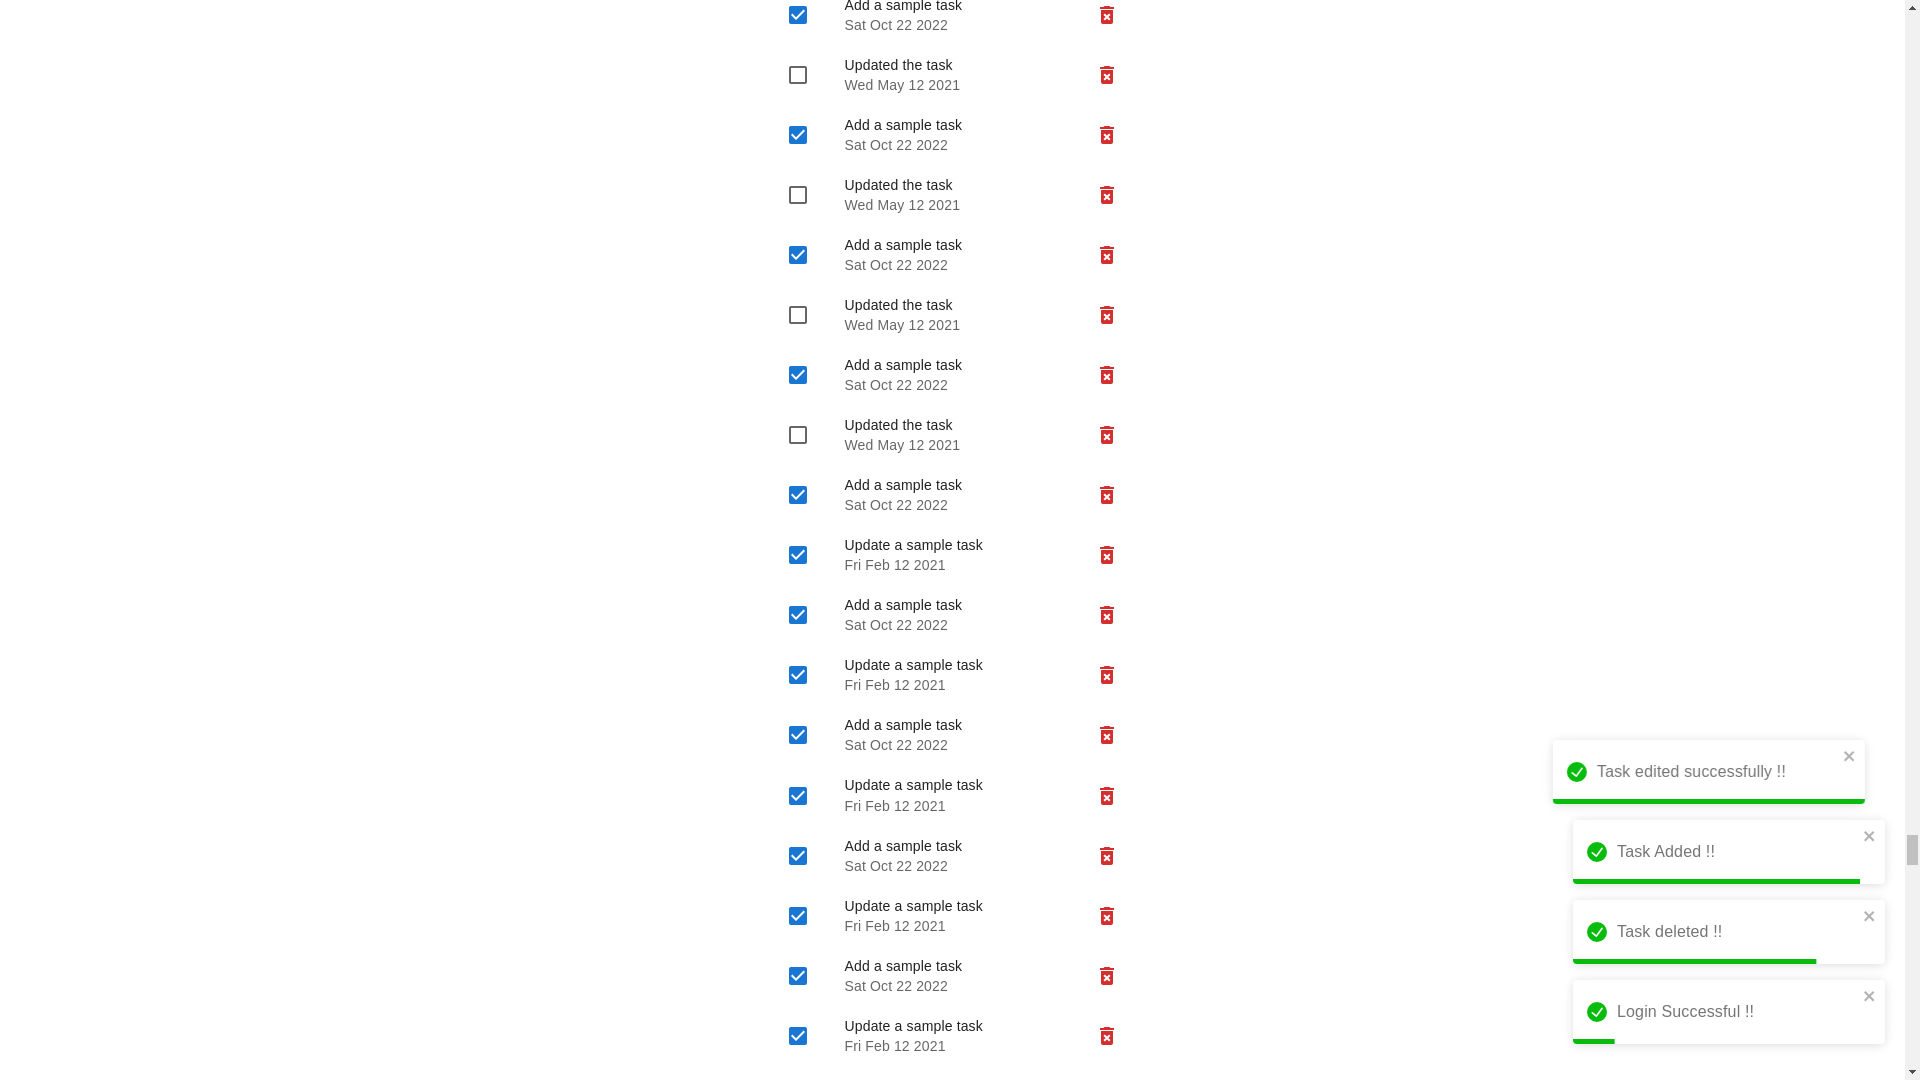 Add a sample task
Sat Oct 22 2022
Updated the task
Wed May 12 2021
Add a sample task
Sat Oct 22 2022
Updated the task
Wed May 12 2021
Add a sample task
Sat Oct 22 2022
Updated the task
Wed May 12 2021
Add a sample task
Sat Oct 22 2022
Updated the task
Wed May 12 2021
Add a sample task
Sat Oct 22 2022
Update a sample task
Fri Feb 12 2021
Add a sample task
Sat Oct 22 2022
Update a sample task
Fri Feb 12 2021
Add a sample task
Sat Oct 22 2022
Update a sample task
Fri Feb 12 2021
Add a sample task
Sat Oct 22 2022
Update a sample task
Fri Feb 12 2021
Add a sample task
Sat Oct 22 2022
Update a sample task
Fri Feb 12 2021
Task edited successfully !!
Task Added !!
Task deleted !!
Login Successful !!